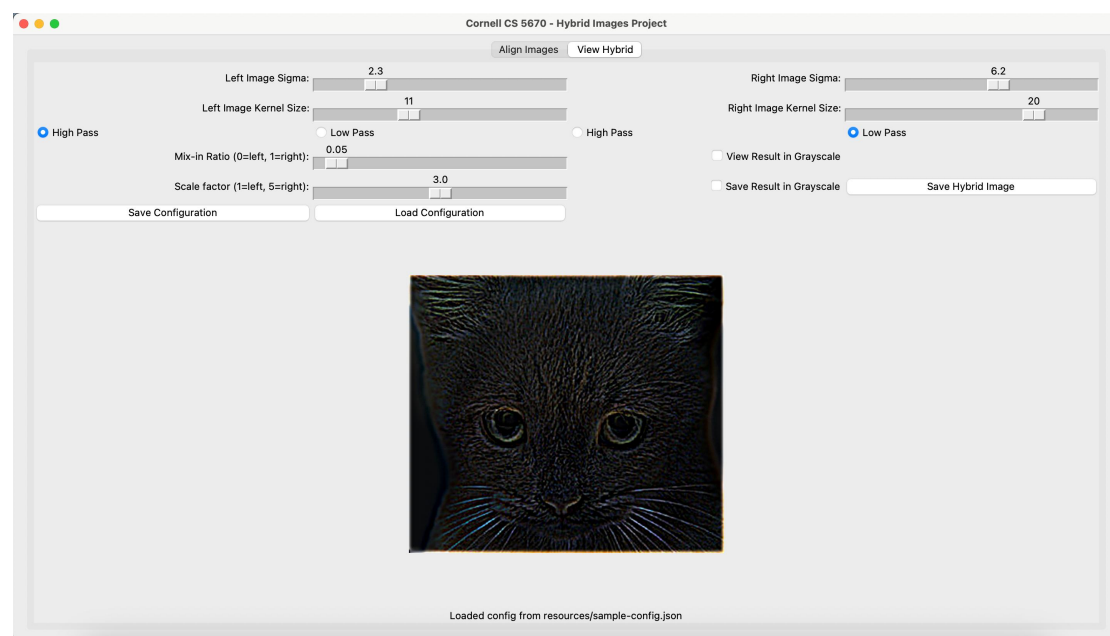 Cornell CS 5670 - Hybrid Images Project
Align Images View Hybrid
2.3 6.2
Left Image Sigma: Right Image Sigma:
11 20
Left Image Kernel Size: Right Image Kernel Size:
High Pass Low Pass High Pass Low Pass
0.05
Mix-in Ratio (0=left, 1=right): View Result in Grayscale
3.0
Scale factor (1=left, 5=right): Save Result in Grayscale Save Hybrid Image
Save Configuration Load Configuration
Loaded config from resources/sample-config.json